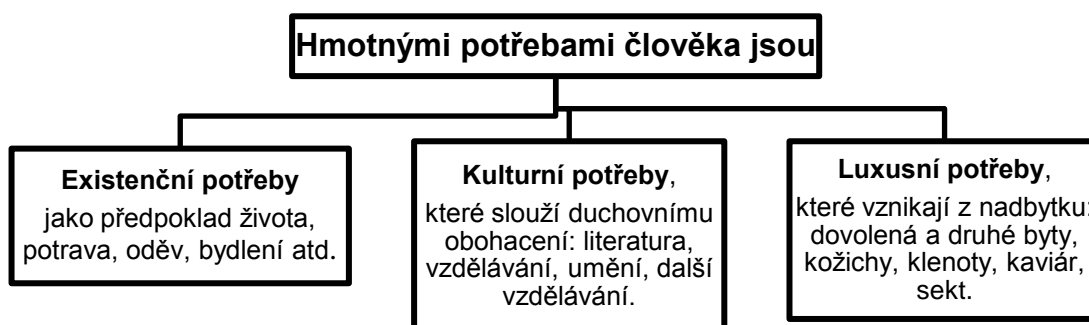 Hmotnými potřebami člověka jsou
Existenční potřeby
jako předpoklad života,
potrava, oděv, bydlení atd.
Kulturní potřeby,
které slouží duchovnímu
obohacení: literatura,
vzdělávání, umění, další
vzdělávání.
Luxusní potřeby,
které vznikají z nadbytku:
dovolená a druhé byty,
kožichy, klenoty, kaviár,
sekt.